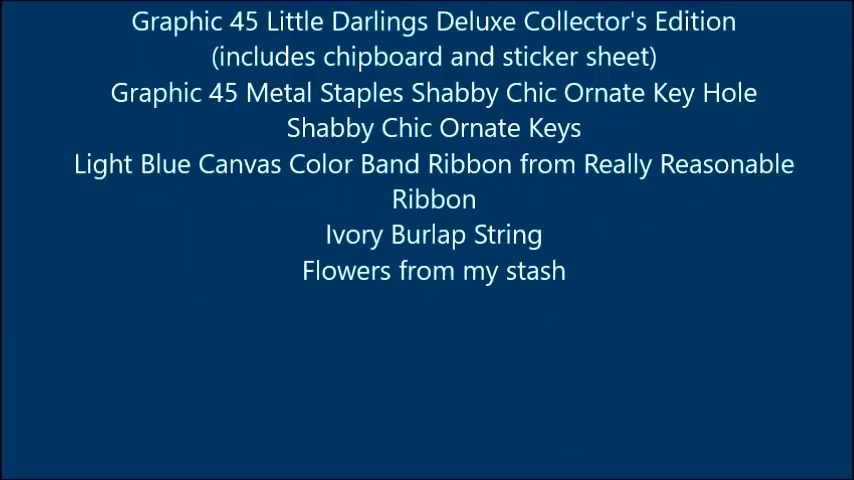 Graphic 45 Little Darlings Deluxe Collector's Edition
(includes chipboard and sticker sheet)
Graphic 45 Metal Staples Shabby Chic Ornate Key Hole
Shabby Chic Ornate Keys
Light Blue Canvas Color Band Ribbon from Really Reasonable
Ribbon
Ivory Burlap String
Flowers from my stash